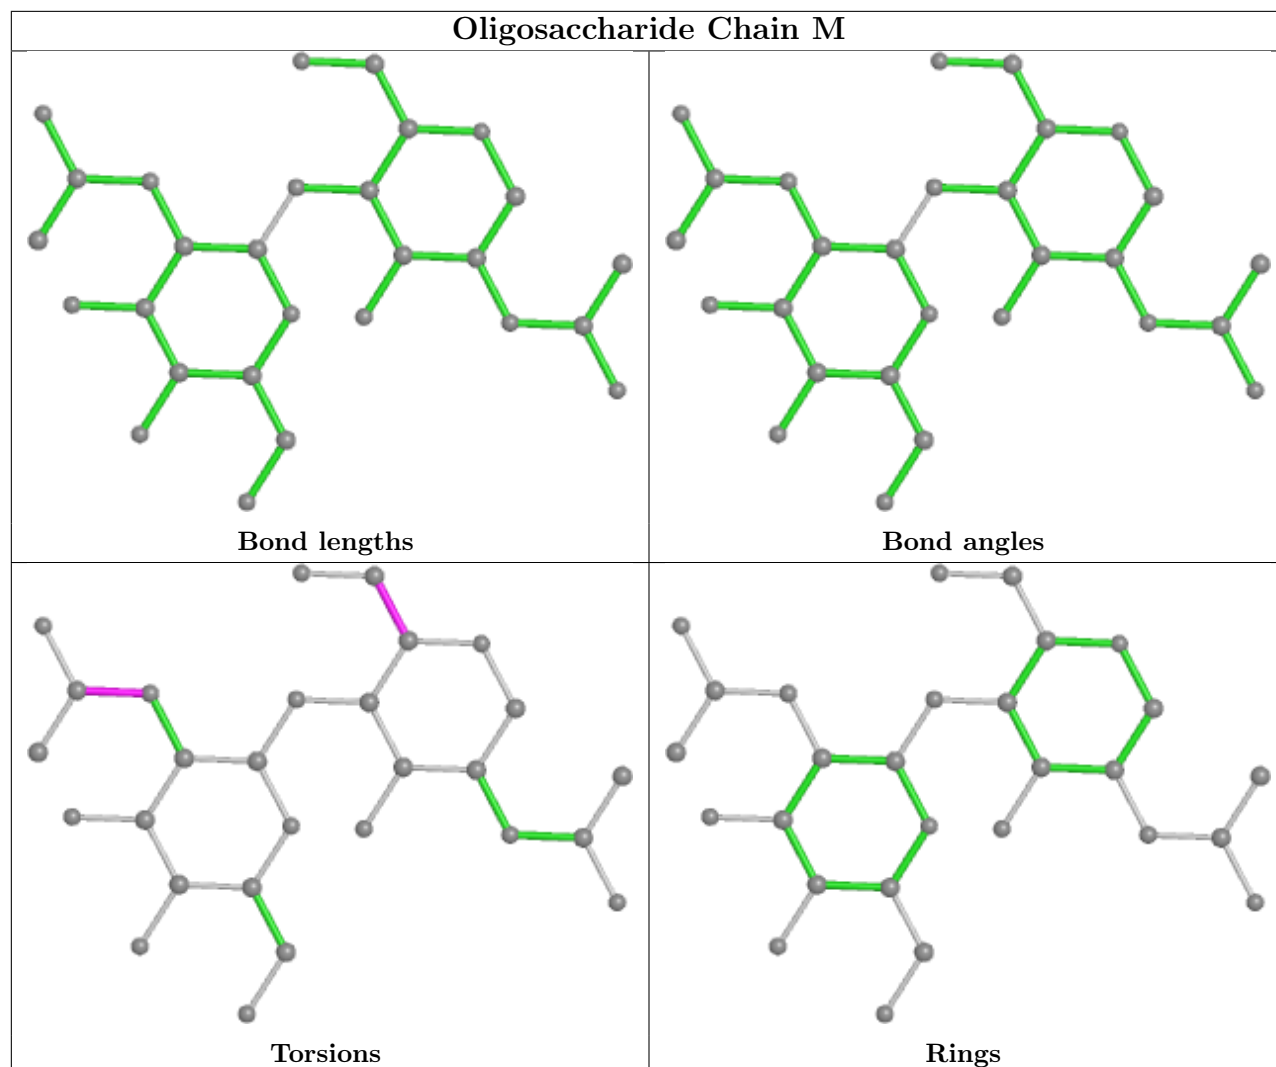 Oligosaccharide Chain M
Bond lengths
Bond angles
Torsions
Rings